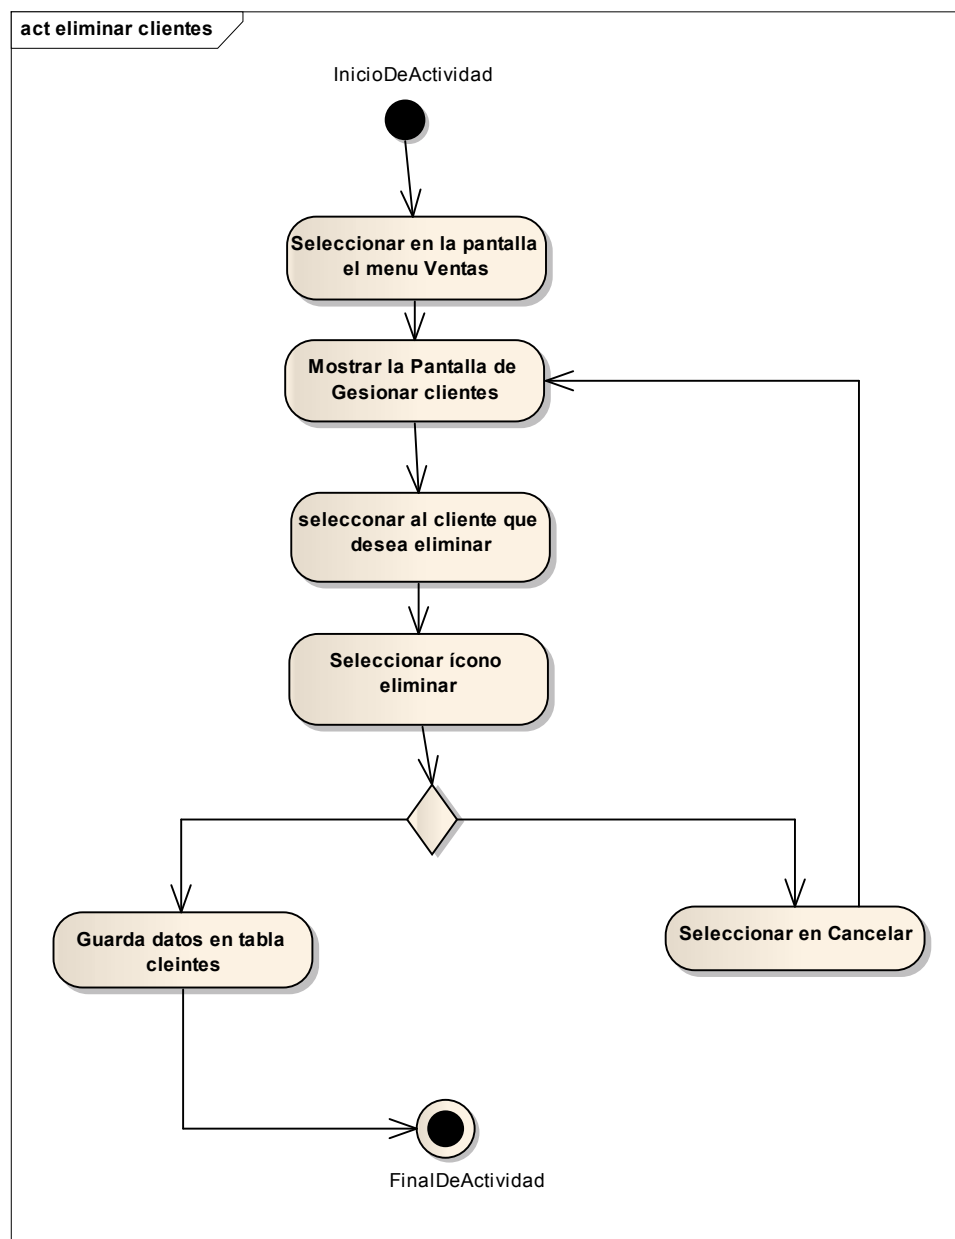 act eliminar clientes
InicioDeActividad
Seleccionar en la pantalla
el menu Ventas
Mostrar la Pantalla de
Gesionar clientes
selecconar al cliente que
desea eliminar
Seleccionar ícono
eliminar
Guarda datos en tabla
cleintes
Seleccionar en Cancelar
FinalDeActividad